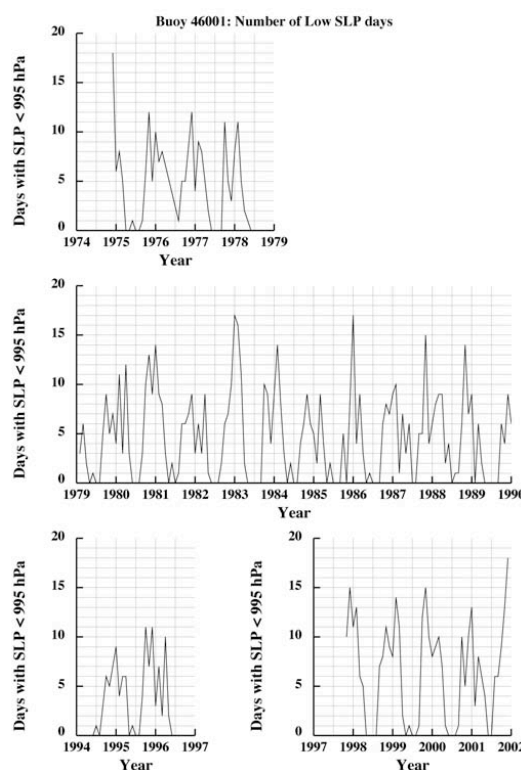 Buoy 46001: Number of Low SLP days
Days with SLP < 995 hPa
20
15
10
5
0
1974 1975 1976 1977 1978 1979
Year
Days with SLP < 995 hPa
20
15
10
5
0
1979 1980 1981 1982 1983 1984 1985 1986 1987 1988 1989 1990
Year
Days with SLP < 995 hPa
20
15
10
5
0
1994 1995 1996 1997
Year
Days with SLP < 995 hPa
20
15
10
5
0
1997 1998 1999 2000 2001 2002
Year